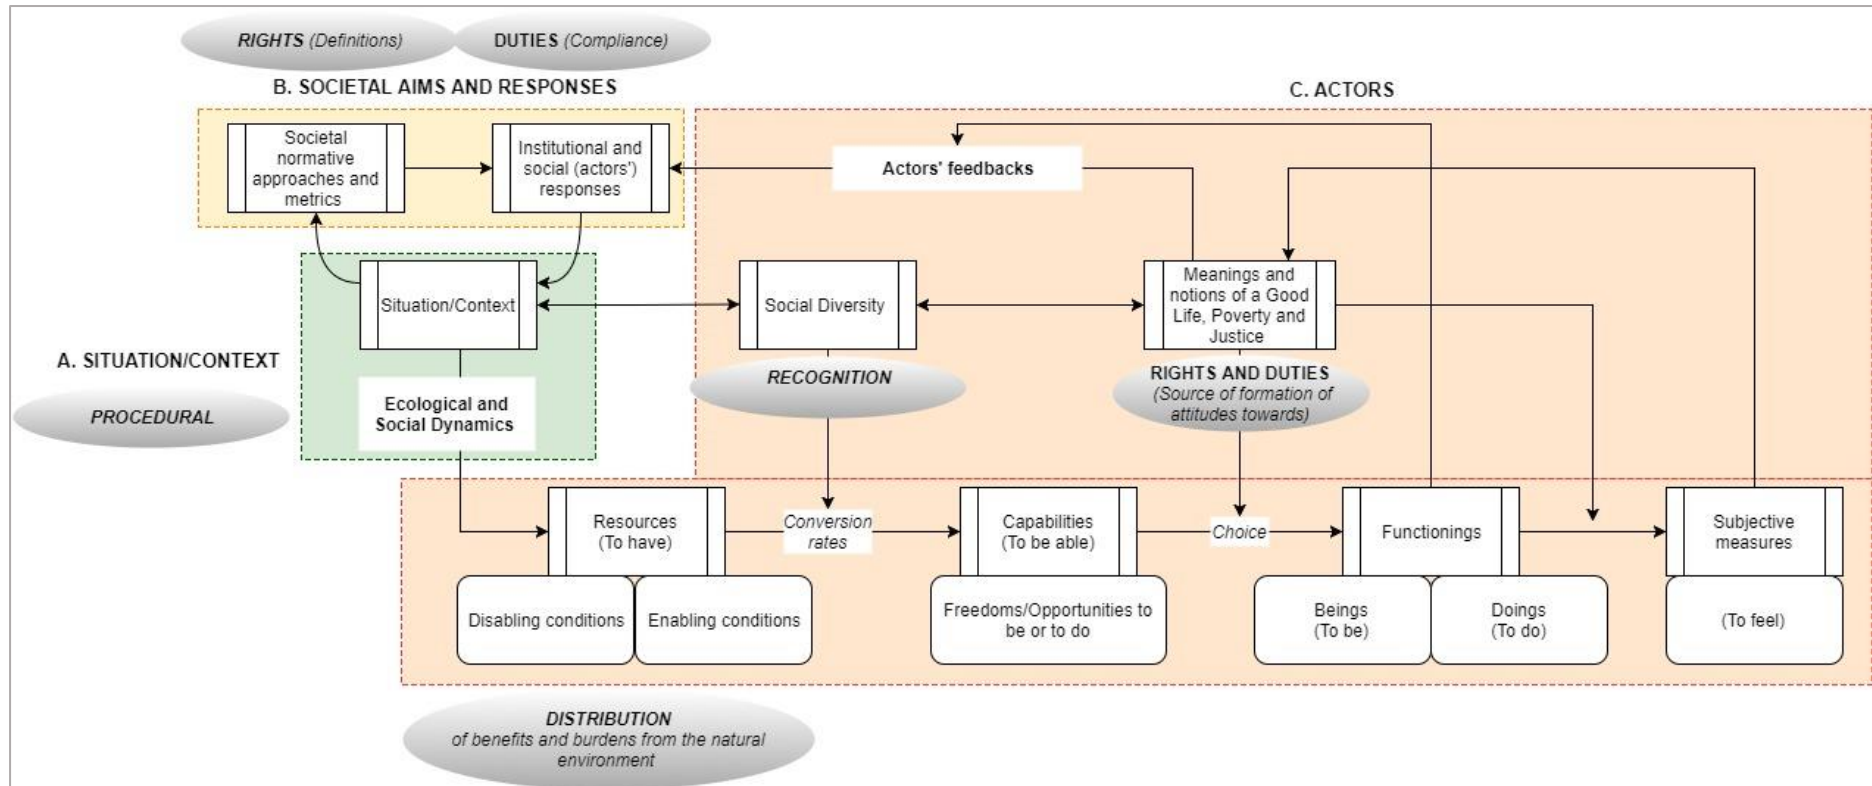 RIGHTS (Definitions)
DUTIES (Compliance)
B. SOCIETAL AIMS AND RESPONSES
C. ACTORS
Societal
normative
approaches and
metrics
Institutional and
social (actors')
responses
Actors' feedbacks
Situation/Context
Social Diversity
Meanings and
notions of a Good
Life, Poverty and
Justice
A. SITUATION/CONTEXT
PROCEDURAL
Ecological and
Social Dynamics
RECOGNITION
RIGHTS AND DUTIES
(Source of formation of
attitudes towards)
Resources
(To have)
Conversion
rates
Capabilities
(To be able)
Choice
Functionings
Subjective
measures
Disabling conditions
Enabling conditions
Freedoms/Opportunities to
be or to do
Beings
(To be)
Doings
(To do)
(To feel)
DISTRIBUTION
of benefits and burdens from the natural
environment